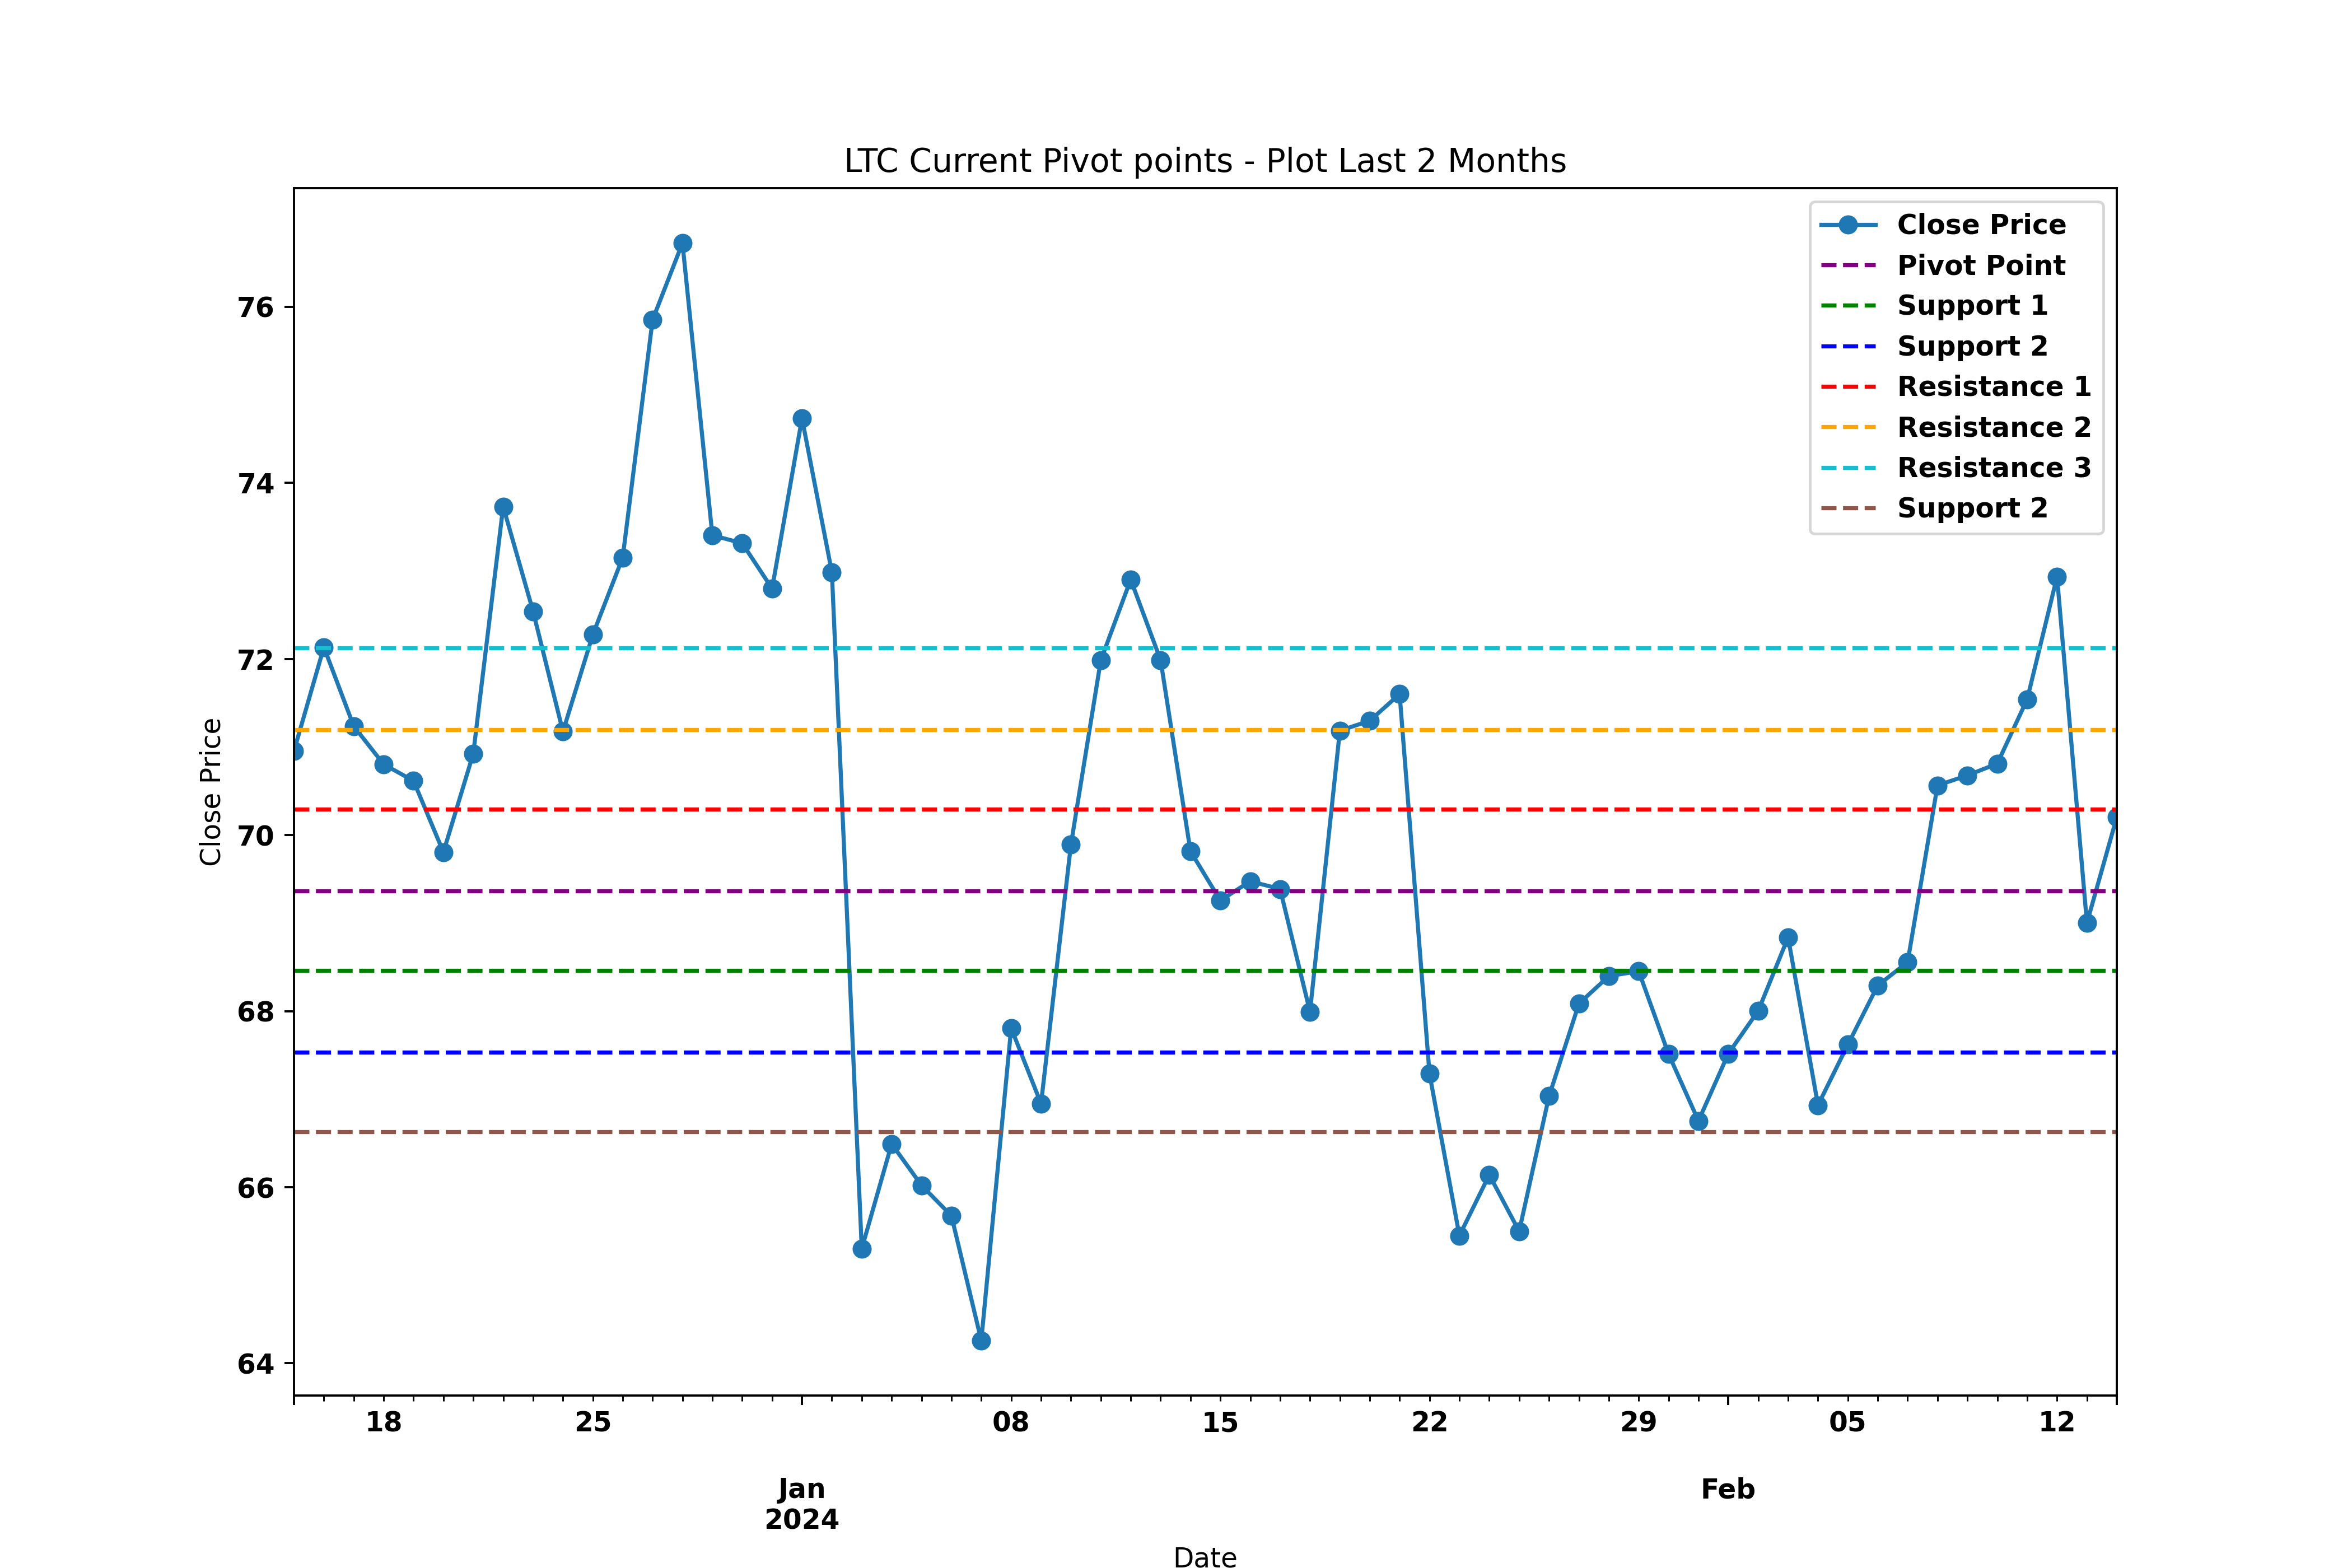 LTC Current Pivot points - Plot Last 2 Months
Close Price
Pivot Point
Support 1
Support 2
Resistance 1
Resistance 2
Resistance 3
Support 2
76
74
72
70
68
66
64
Close Price
18 25 08 15 22 29 05 12
Jan Feb
2024
Date